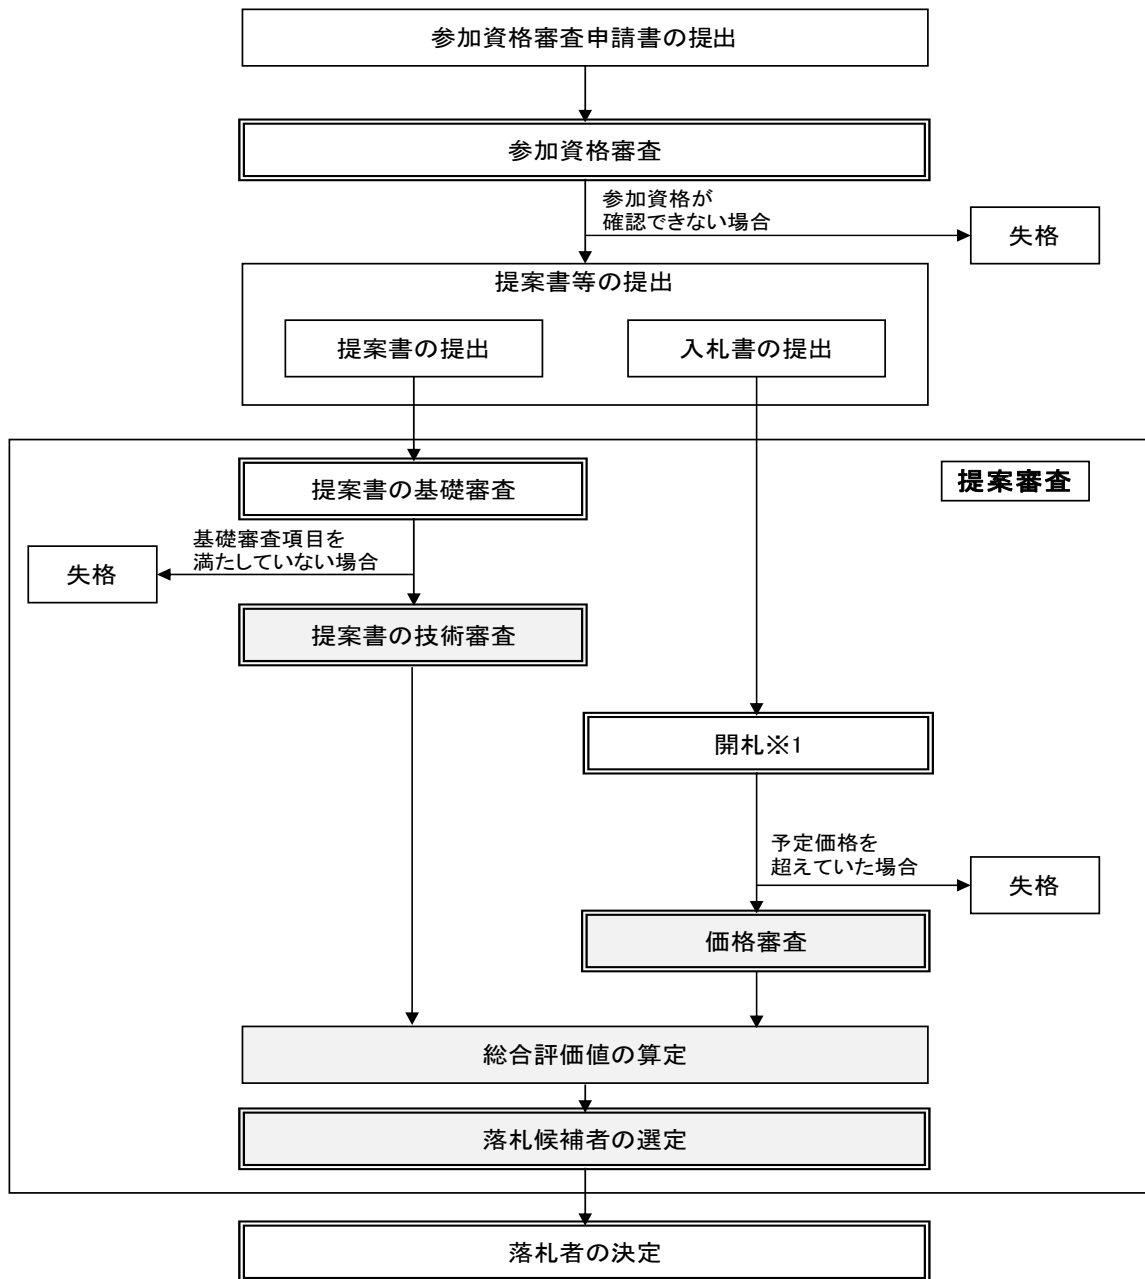 参加資格審査申請書の提出
参加資格審査
参加資格が
確認できない場合
失格
提案書等の提出
提案書の提出
入札書の提出
提案審査
提案書の基礎審査
基礎審査項目を
満たしていない場合
失格
提案書の技術審査
開札※1
予定価格を
超えていた場合
失格
価格審査
総合評価値の算定
落札候補者の選定
落札者の決定